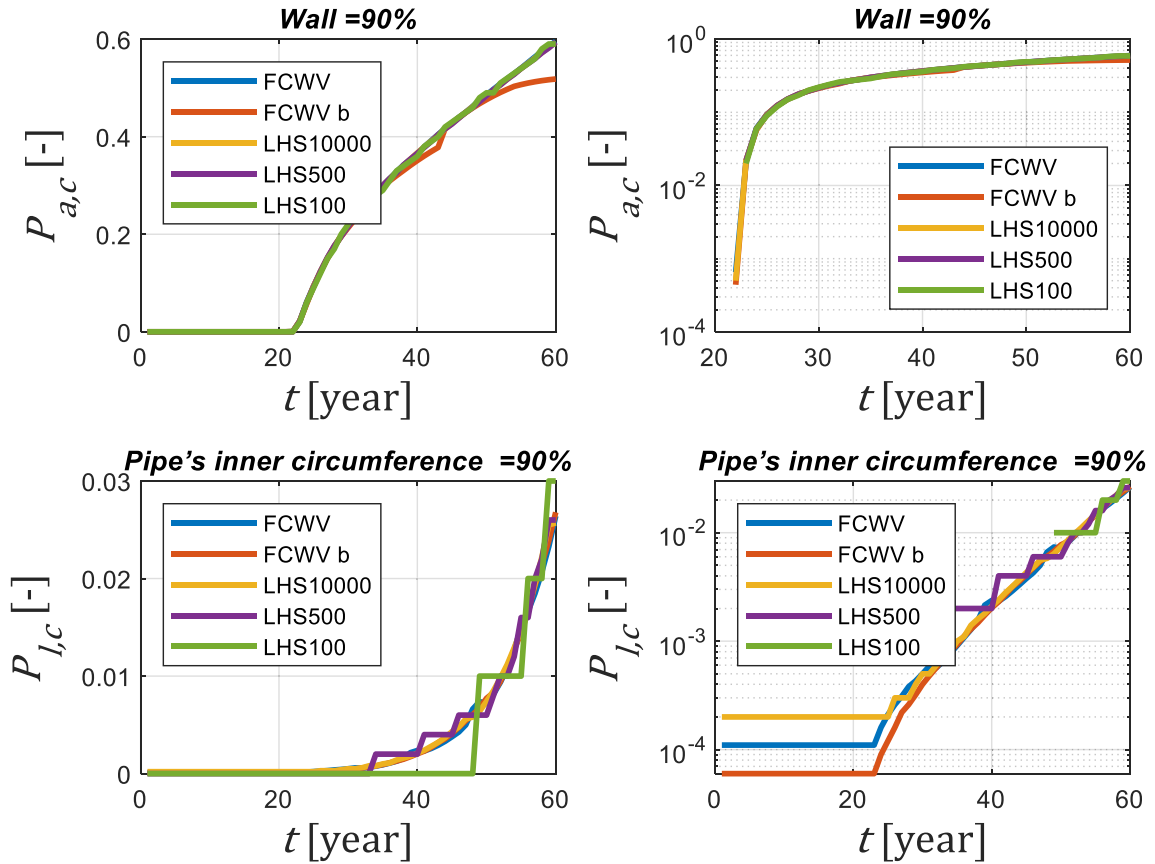 Wall =90%
P a,c [-]
0.6
0.4
0.2
0
FCWV
FCWV b
LHS10000
LHS500
LHS100
0 20 40 60
t [year]
Wall =90%
P a,c [-]
10^0
10^-2
10^-4
FCWV
FCWV b
LHS10000
LHS500
LHS100
20 30 40 50 60
t [year]
Pipe’s inner circumference =90%
P l,c [-]
0.03
0.02
0.01
0
FCWV
FCWV b
LHS10000
LHS500
LHS100
0 20 40 60
t [year]
Pipe’s inner circumference =90%
P l,c [-]
10^-2
10^-3
10^-4
FCWV
FCWV b
LHS10000
LHS500
LHS100
0 20 40 60
t [year]